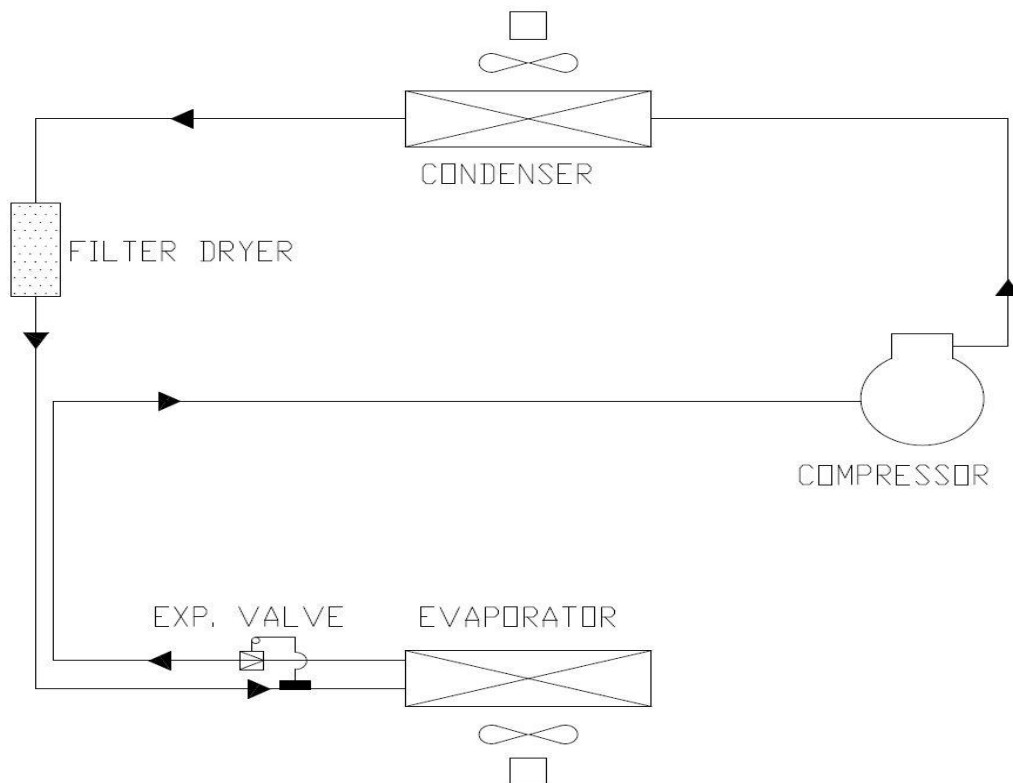 CONDENSER
FILTER DRYER
COMPRESSOR
EXP. VALVE
EVAPORATOR